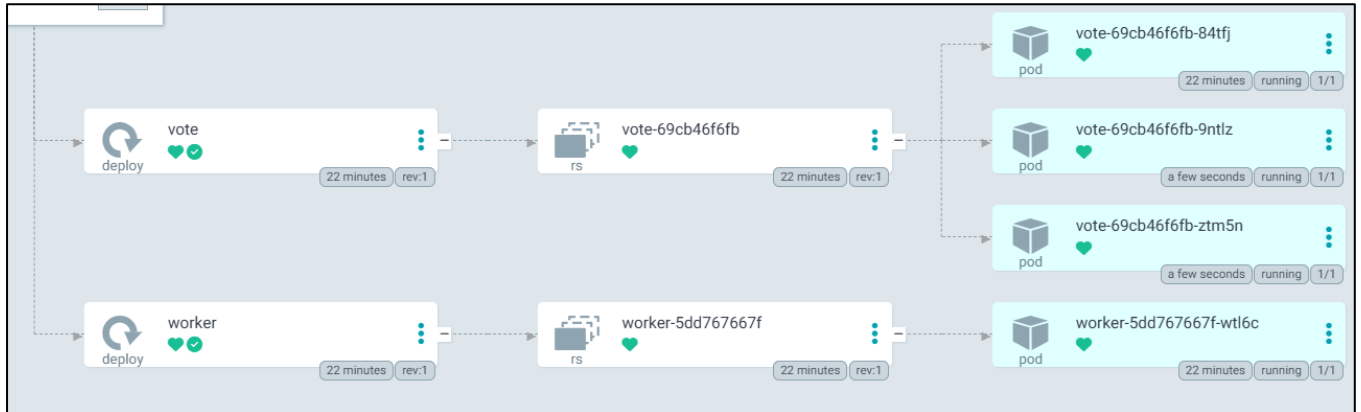 vote-69cb46f6fb-84tfj
pod
22 minutes running 1/1
vote
deploy
22 minutes rev:1
vote-69cb46f6fb
rs
22 minutes rev:1
vote-69cb46f6fb-9ntlz
pod
a few seconds running 1/1
vote-69cb46f6fb-ztm5n
pod
a few seconds running 1/1
worker
deploy
22 minutes rev:1
worker-5dd767667f
rs
22 minutes rev:1
worker-5dd767667f-wtl6c
pod
22 minutes running 1/1